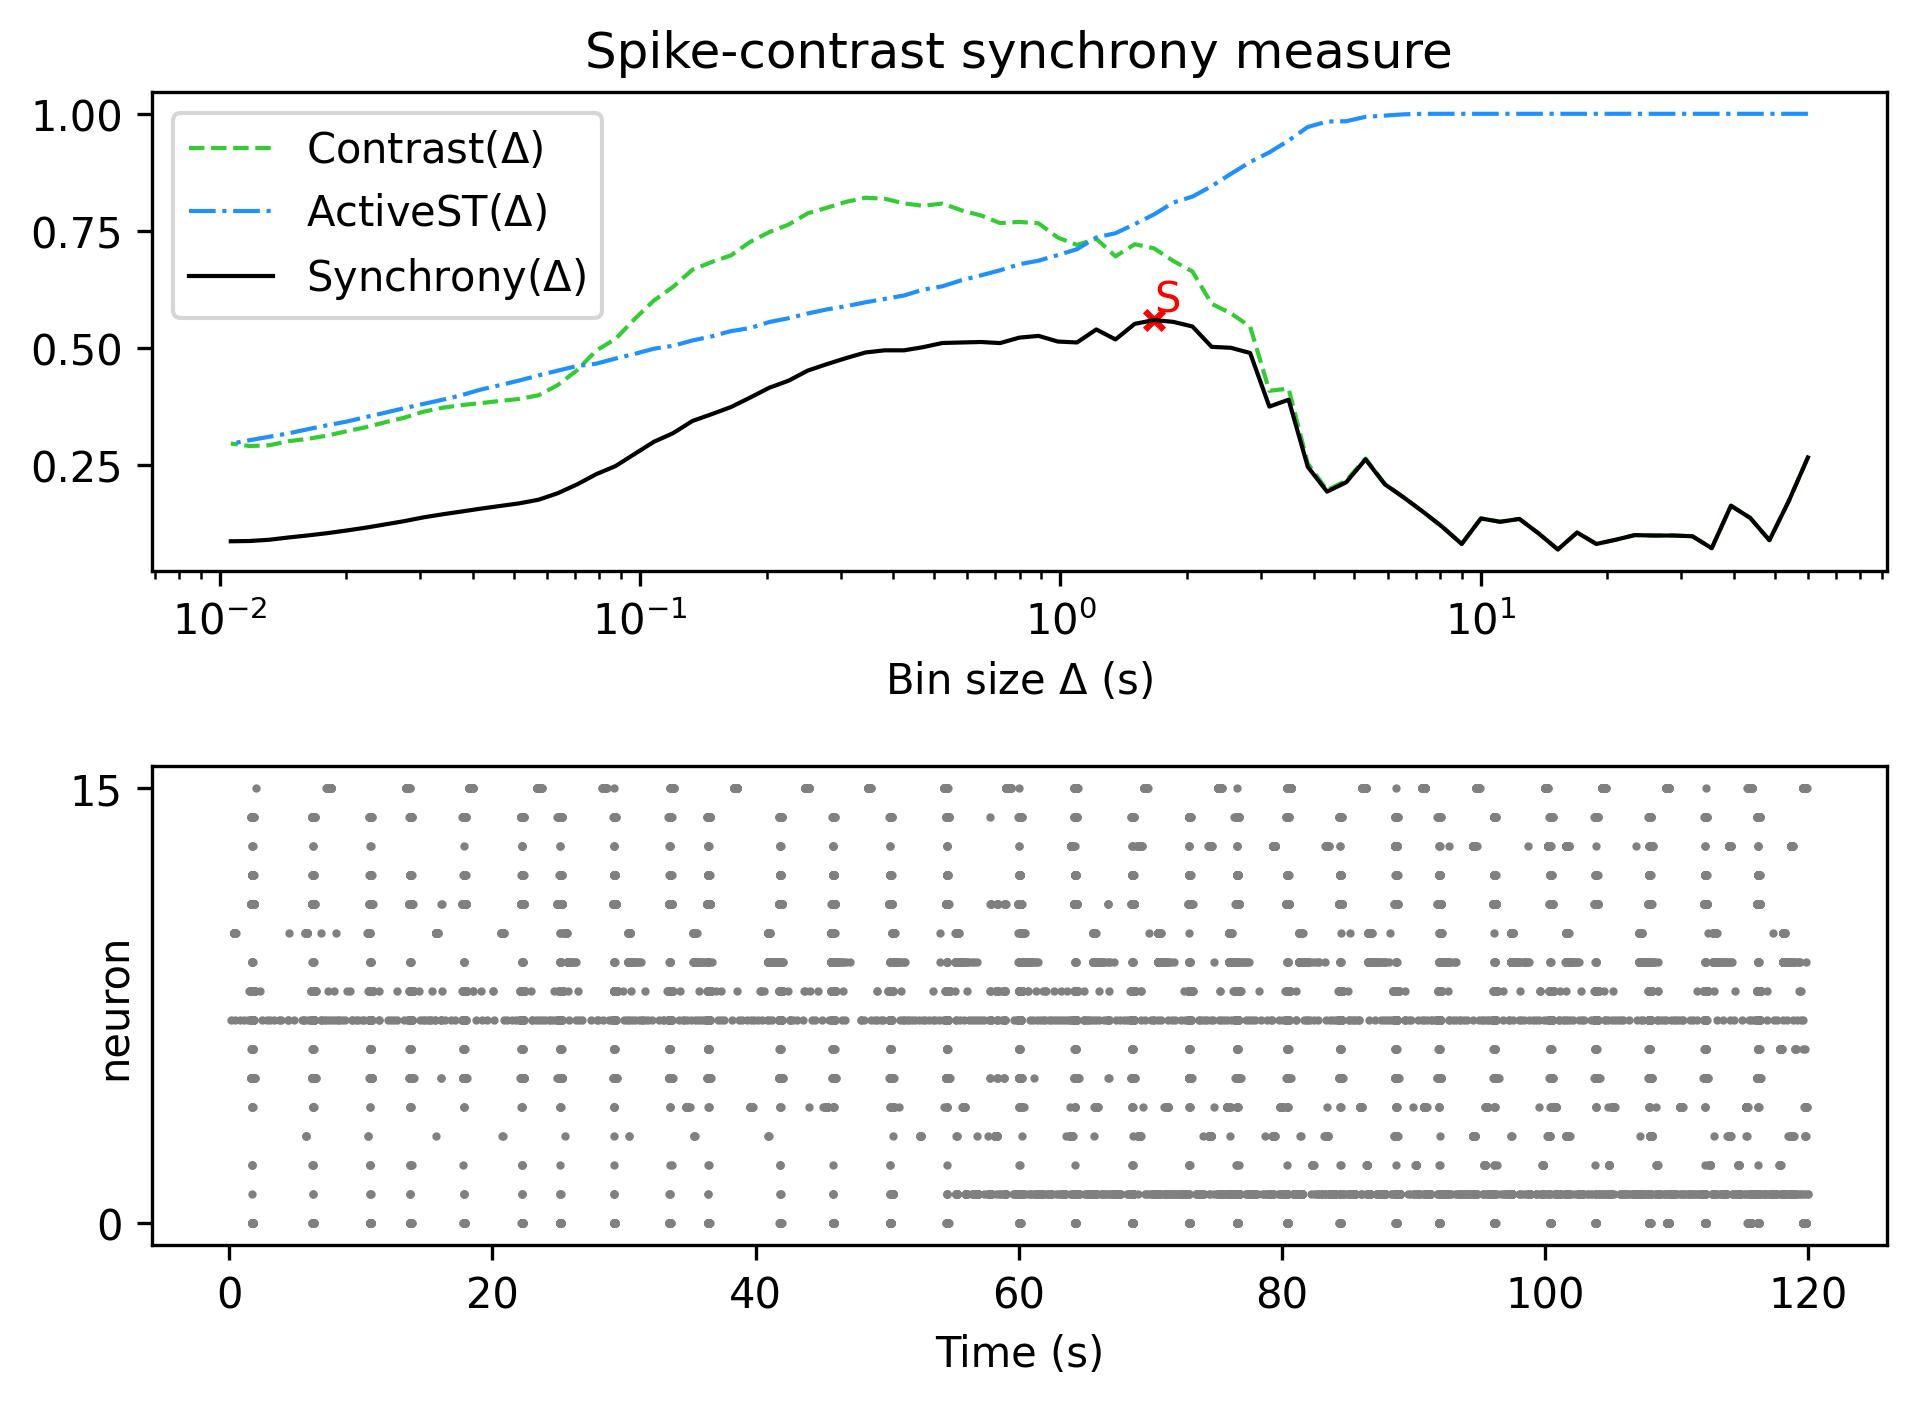 Spike-contrast synchrony measure
1.00
0.75
0.50
0.25
Contrast(Δ)
ActiveST(Δ)
Synchrony(Δ)
S
10⁻² 10⁻¹ 10⁰ 10¹
Bin size Δ (s)
15
0
neuron
0 20 40 60 80 100 120
Time (s)